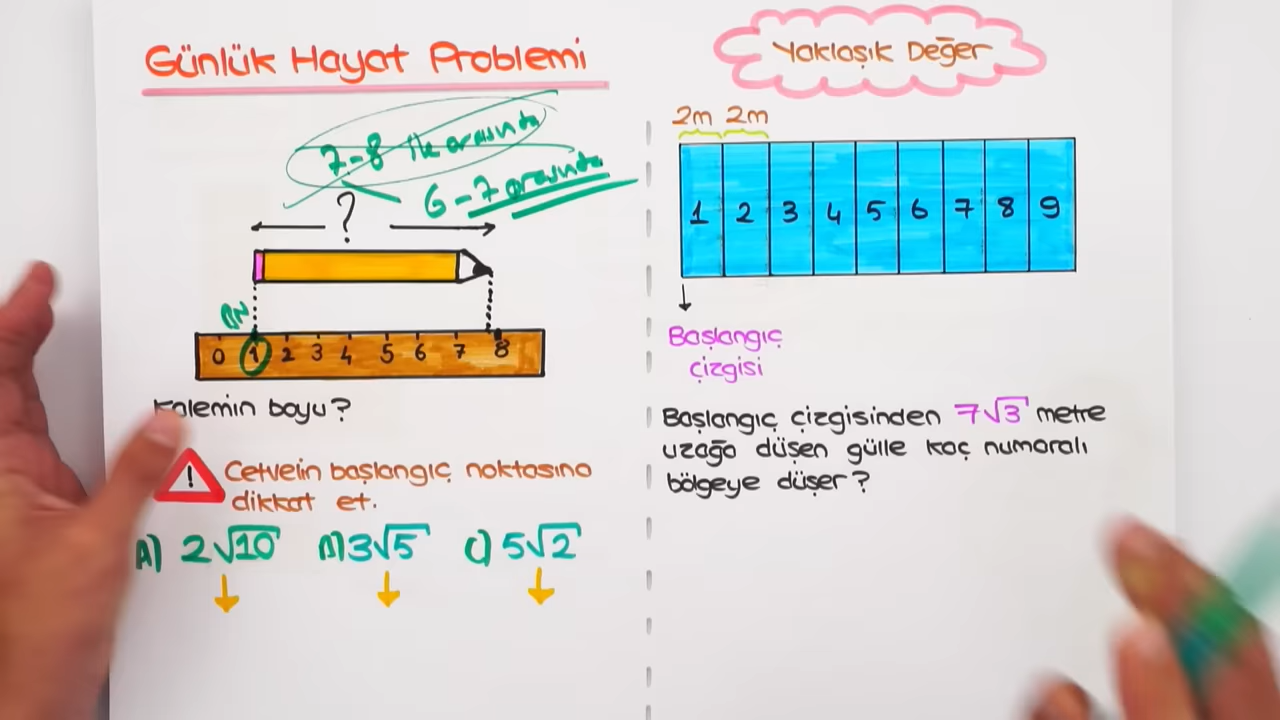 Günlük Hayat Problemi
7-8 ile arasında
6-7 arasında
?
0 1 2 3 4 5 6 7 8
Kalemin boyu?
! Cetvelin başlangıç noktasına
dikkat et.
A) 2√10 B) 3√5 C) 5√2
Yaklaşık Değer
2m 2m
1 2 3 4 5 6 7 8 9
Başlangıç
çizgisi
Başlangıç çizgisinden 7√3 metre
uzağa düşen gülle kaç numaralı
bölgeye düşer?